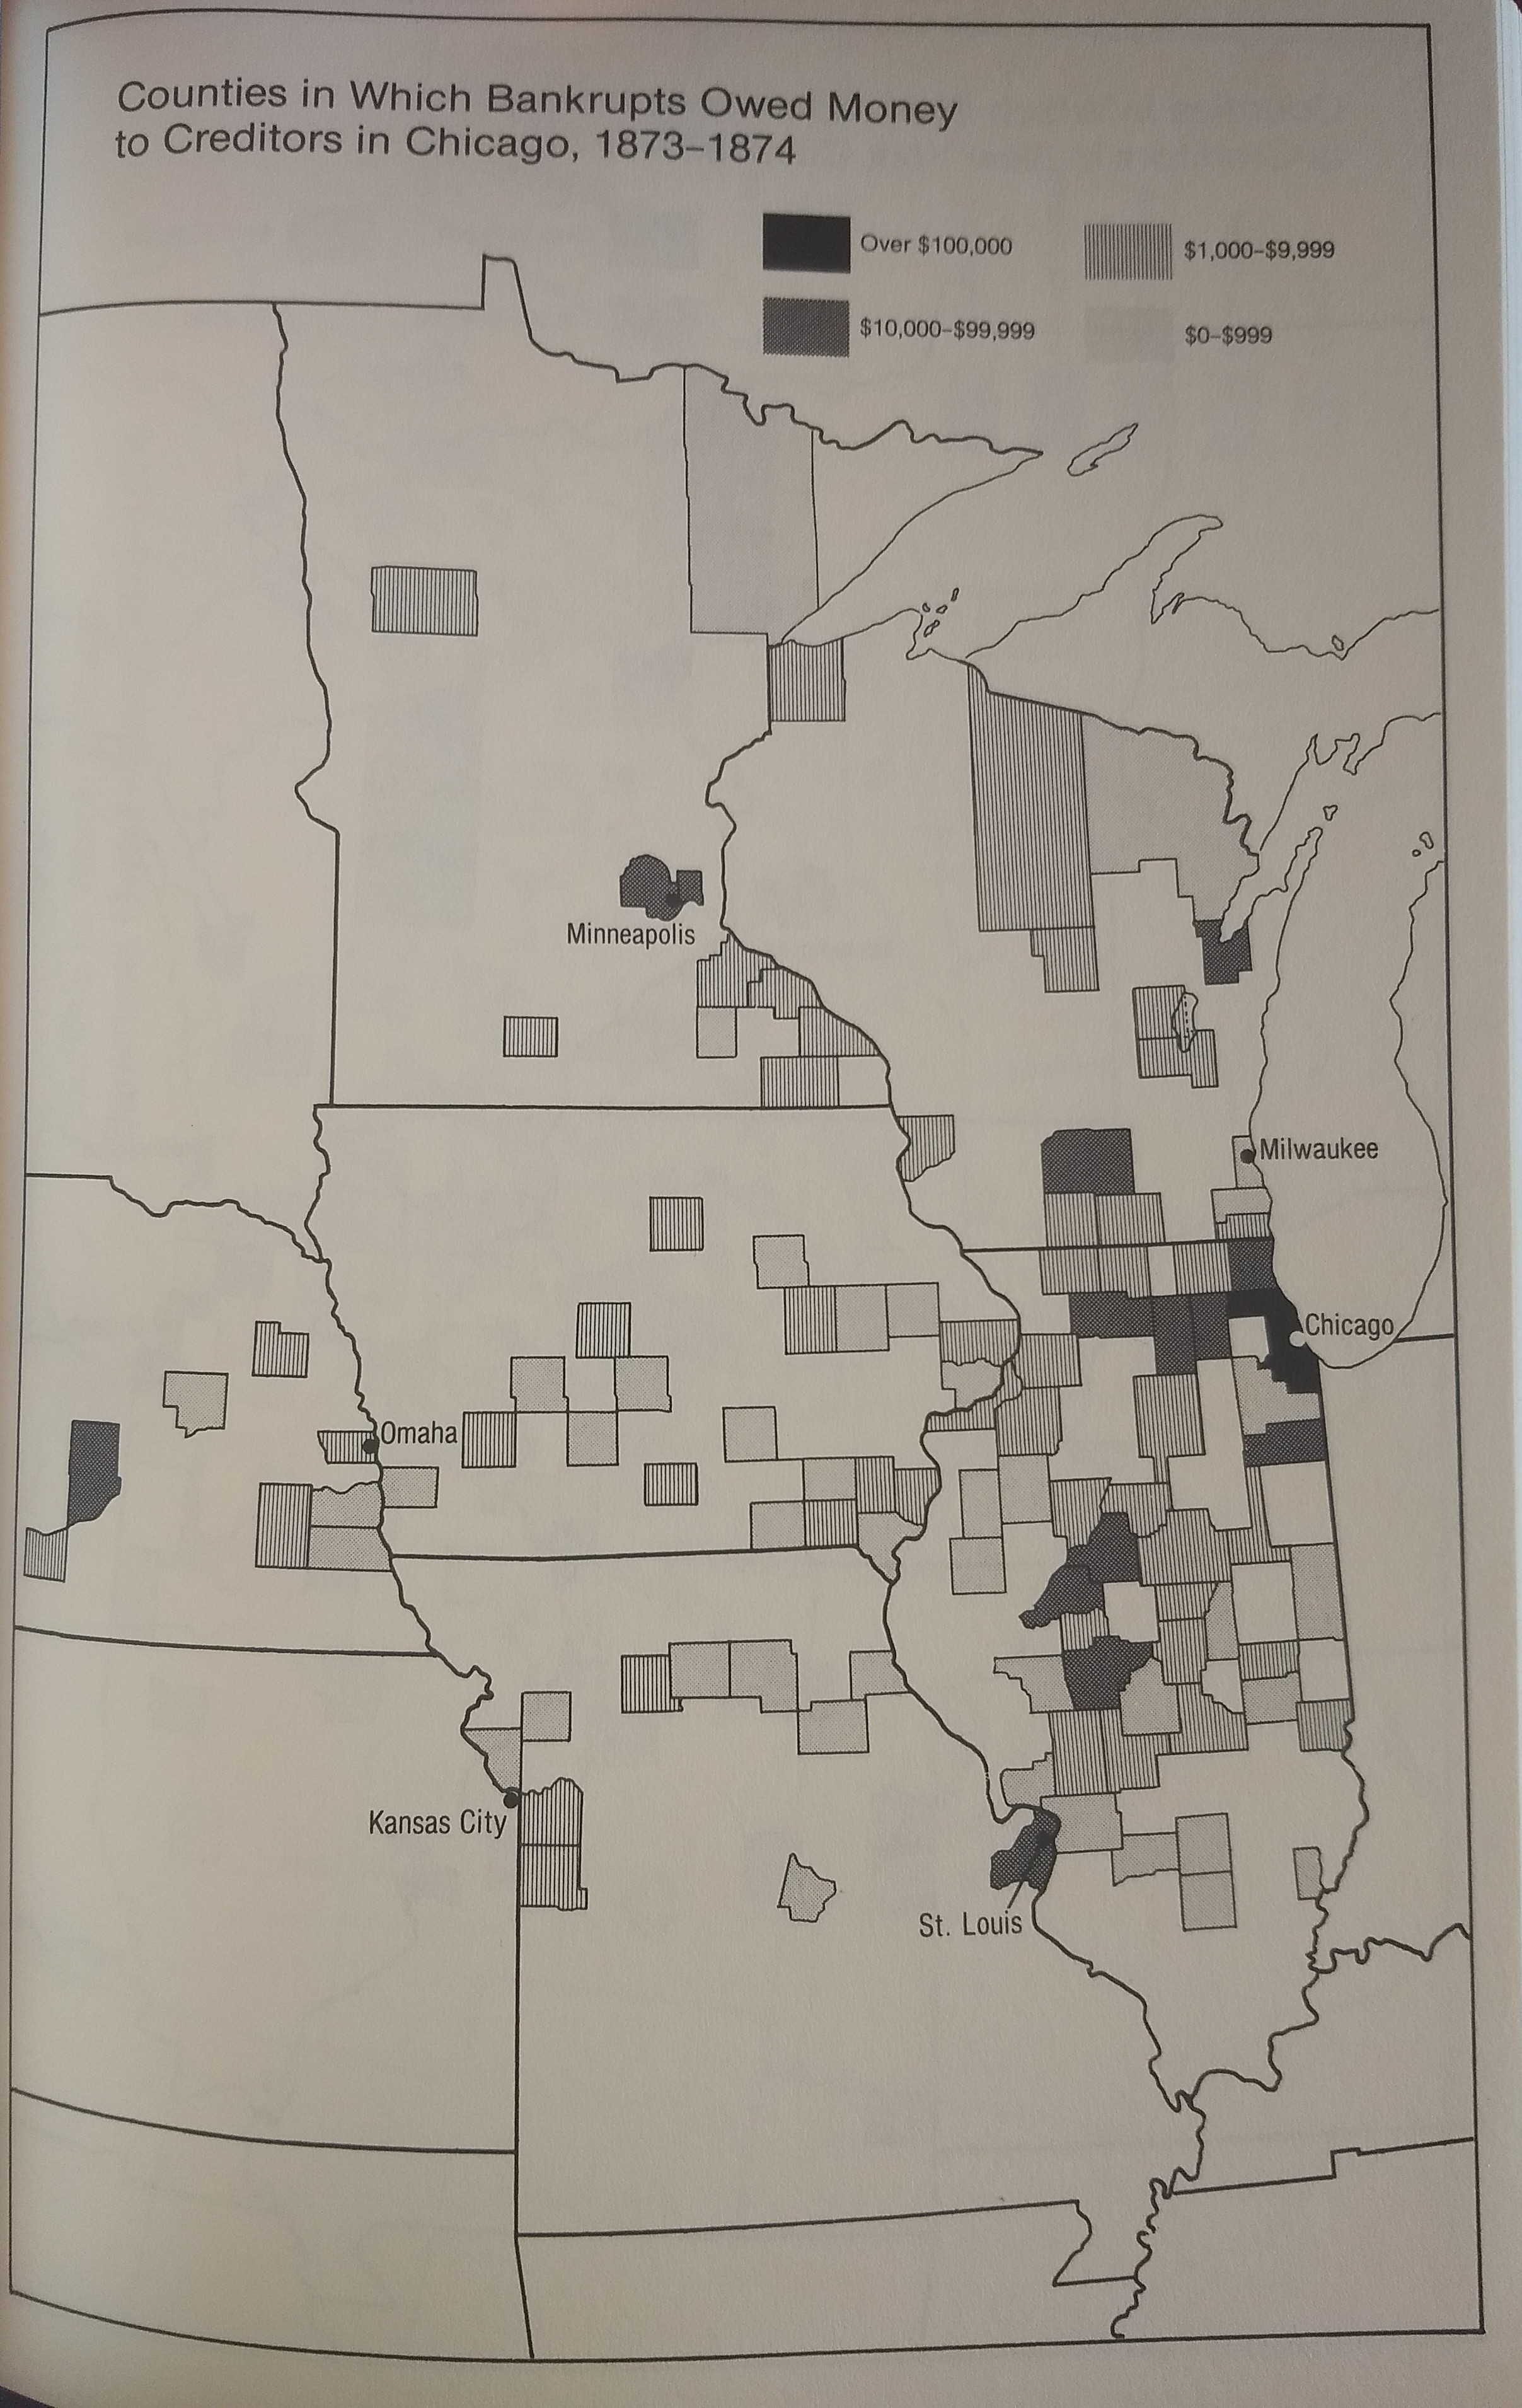 Counties in Which Bankrupts Owed Money
to Creditors in Chicago, 1873–1874
Over $100,000
$1,000–$9,999
$10,000–$99,999
$0–$999
Minneapolis
Milwaukee
Chicago
Omaha
Kansas City
St. Louis